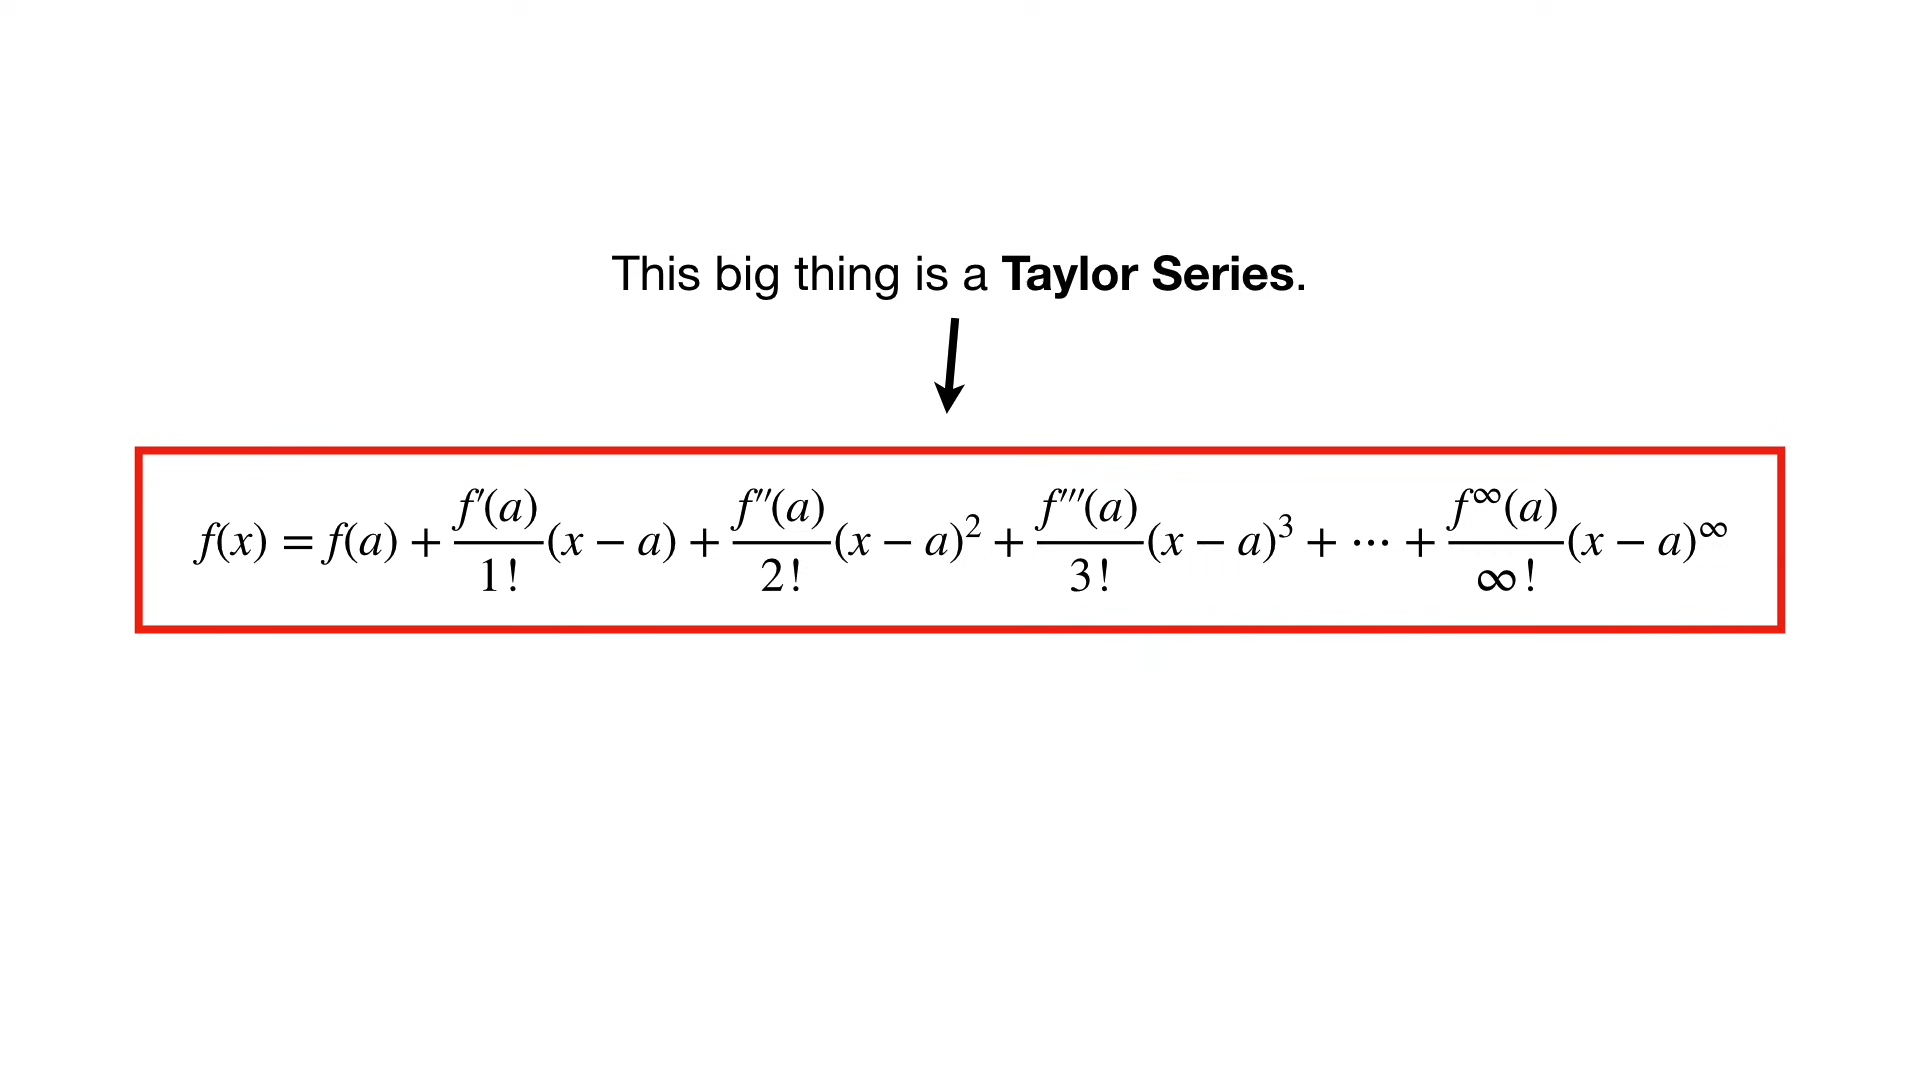 This big thing is a Taylor Series.
f(x) = f(a) + f′(a)/1! (x − a) + f″(a)/2! (x − a)² + f‴(a)/3! (x − a)³ + ⋯ + f^∞(a)/∞! (x − a)^∞